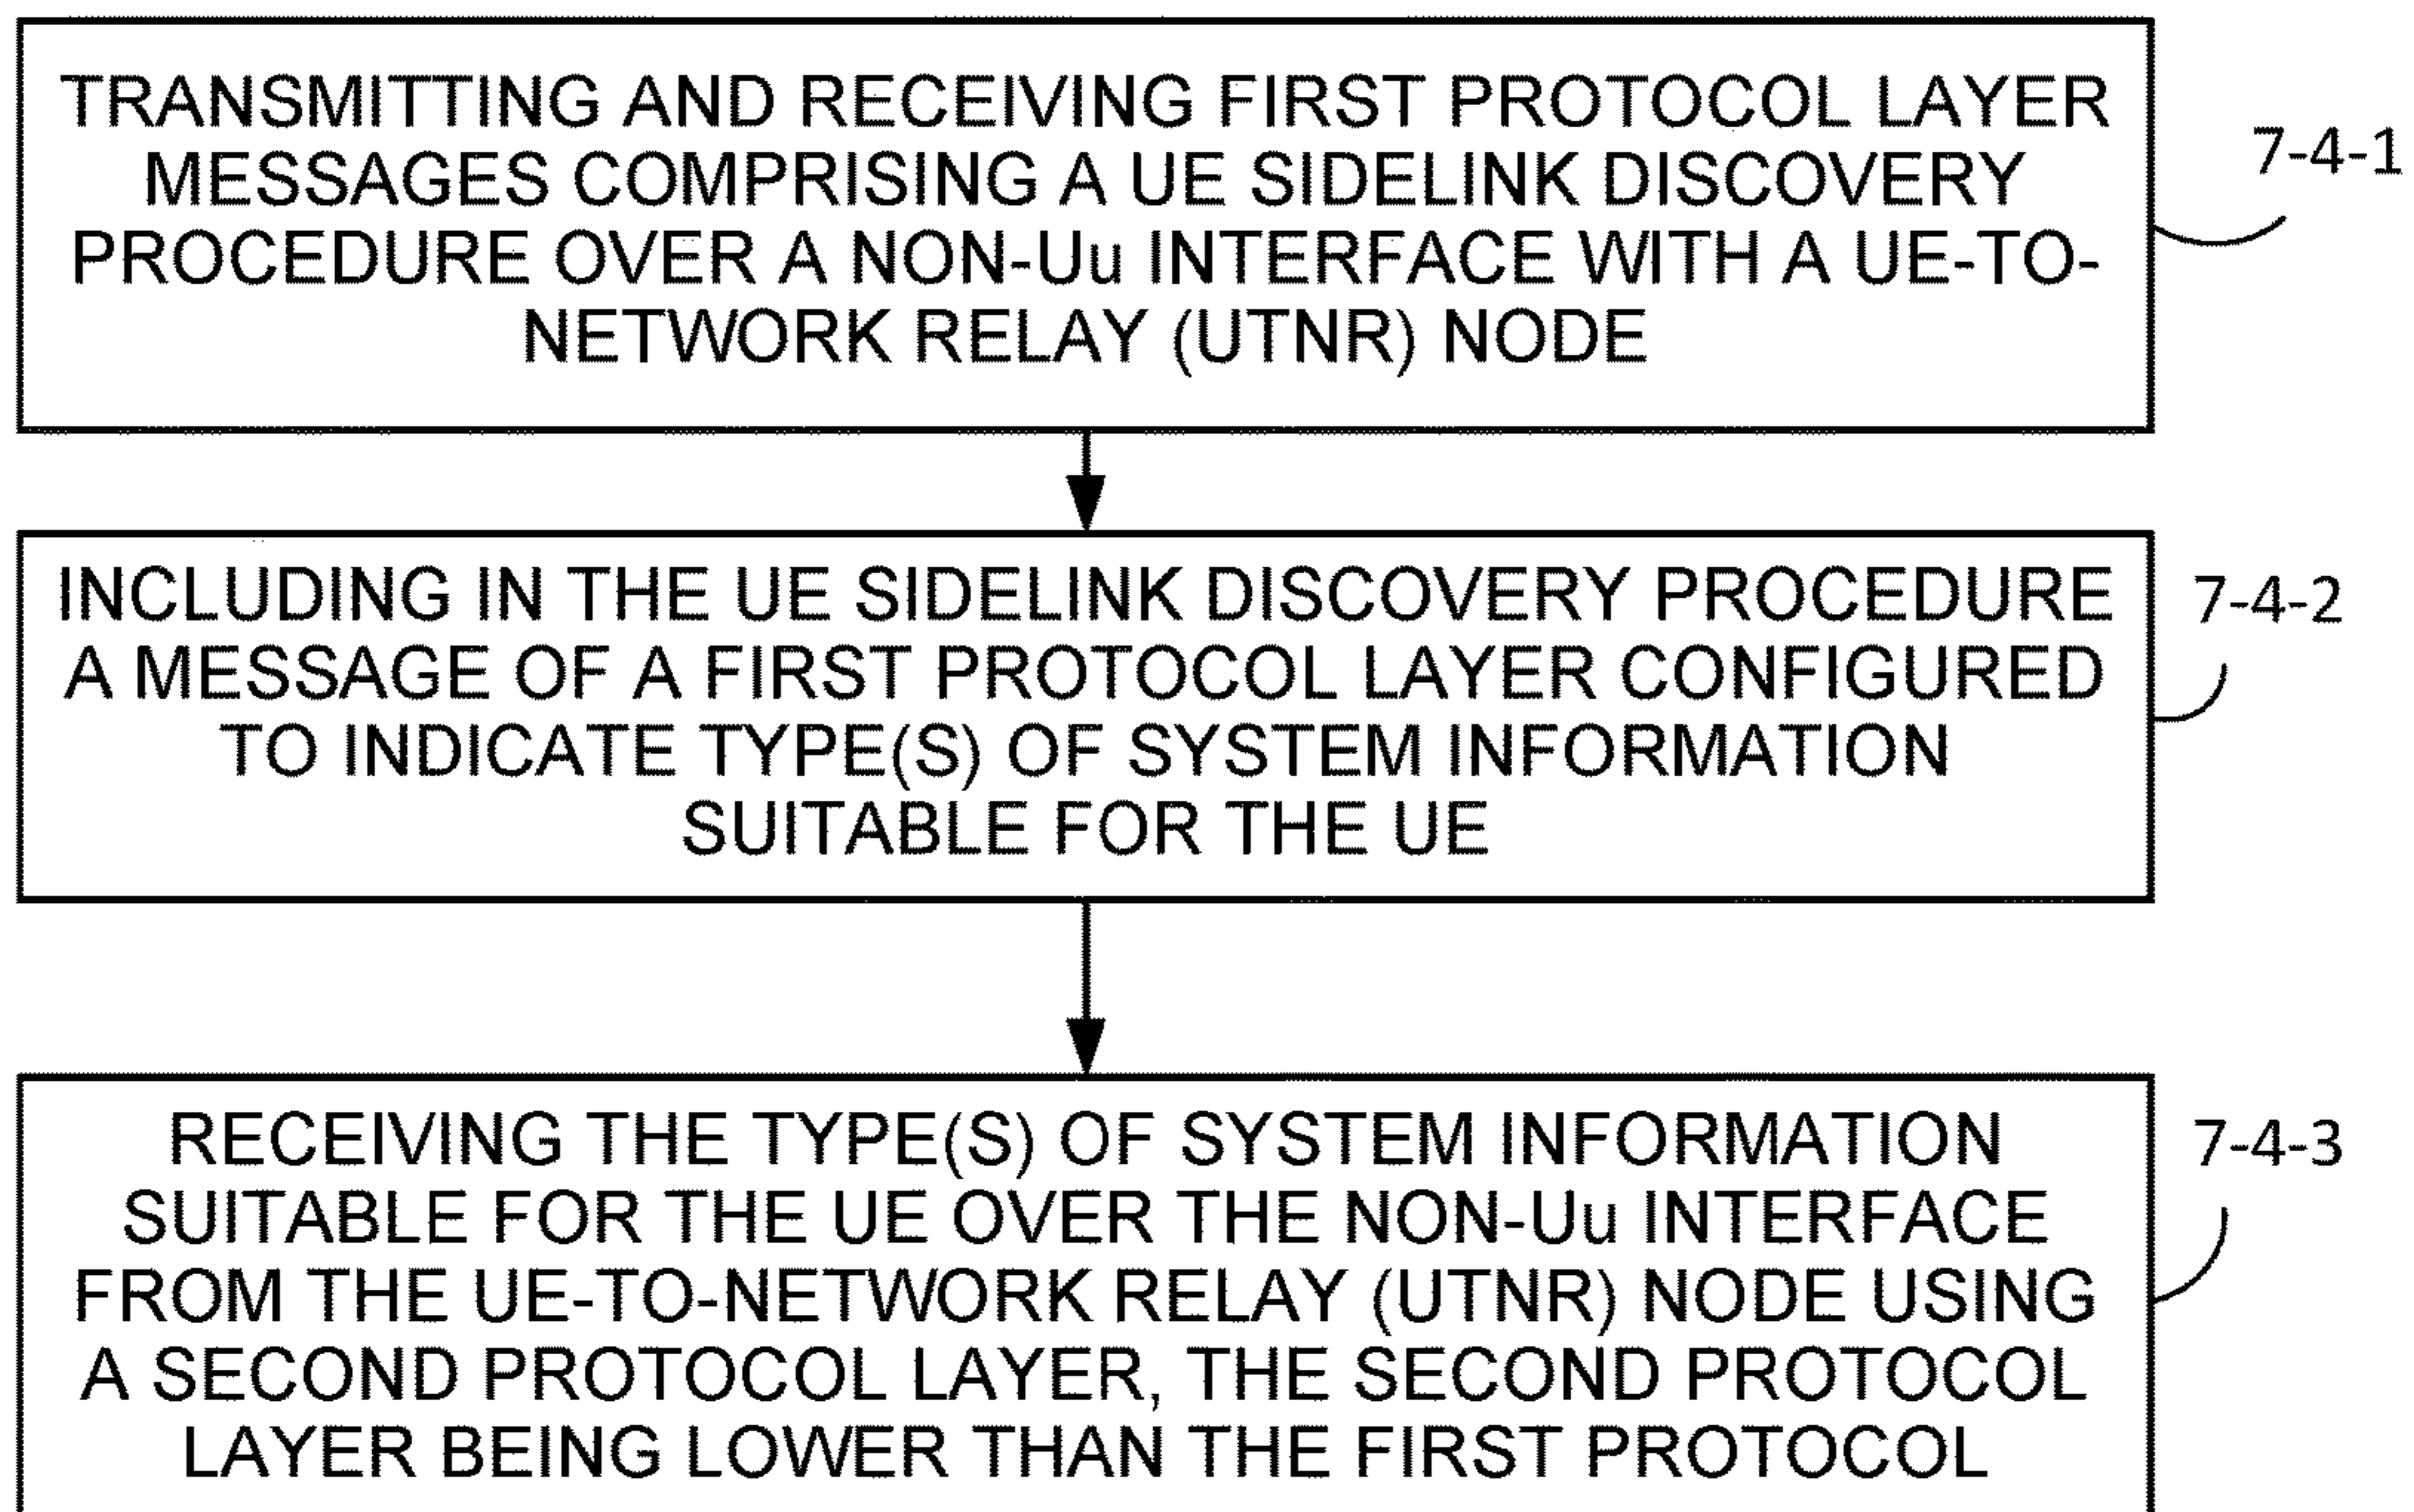 TRANSMITTING AND RECEIVING FIRST PROTOCOL LAYER
MESSAGES COMPRISING A UE SIDELINK DISCOVERY
PROCEDURE OVER A NON-Uu INTERFACE WITH A UE-TO-
NETWORK RELAY (UTNR) NODE
7-4-1
INCLUDING IN THE UE SIDELINK DISCOVERY PROCEDURE
A MESSAGE OF A FIRST PROTOCOL LAYER CONFIGURED
TO INDICATE TYPE(S) OF SYSTEM INFORMATION
SUITABLE FOR THE UE
7-4-2
RECEIVING THE TYPE(S) OF SYSTEM INFORMATION
SUITABLE FOR THE UE OVER THE NON-Uu INTERFACE
FROM THE UE-TO-NETWORK RELAY (UTNR) NODE USING
A SECOND PROTOCOL LAYER, THE SECOND PROTOCOL
LAYER BEING LOWER THAN THE FIRST PROTOCOL
7-4-3